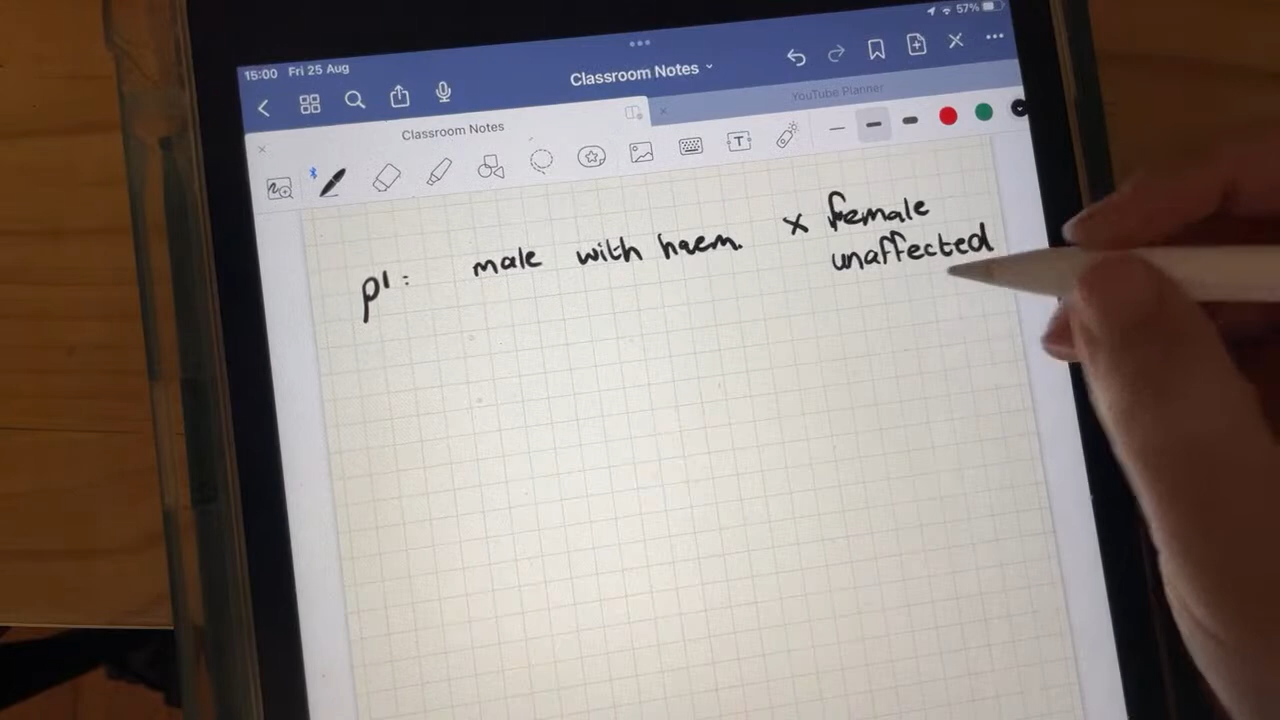 57%
15:00 Fri 25 Aug
Classroom Notes
YouTube Planner
Classroom Notes
T
P1: male with haem. x female
unaffected